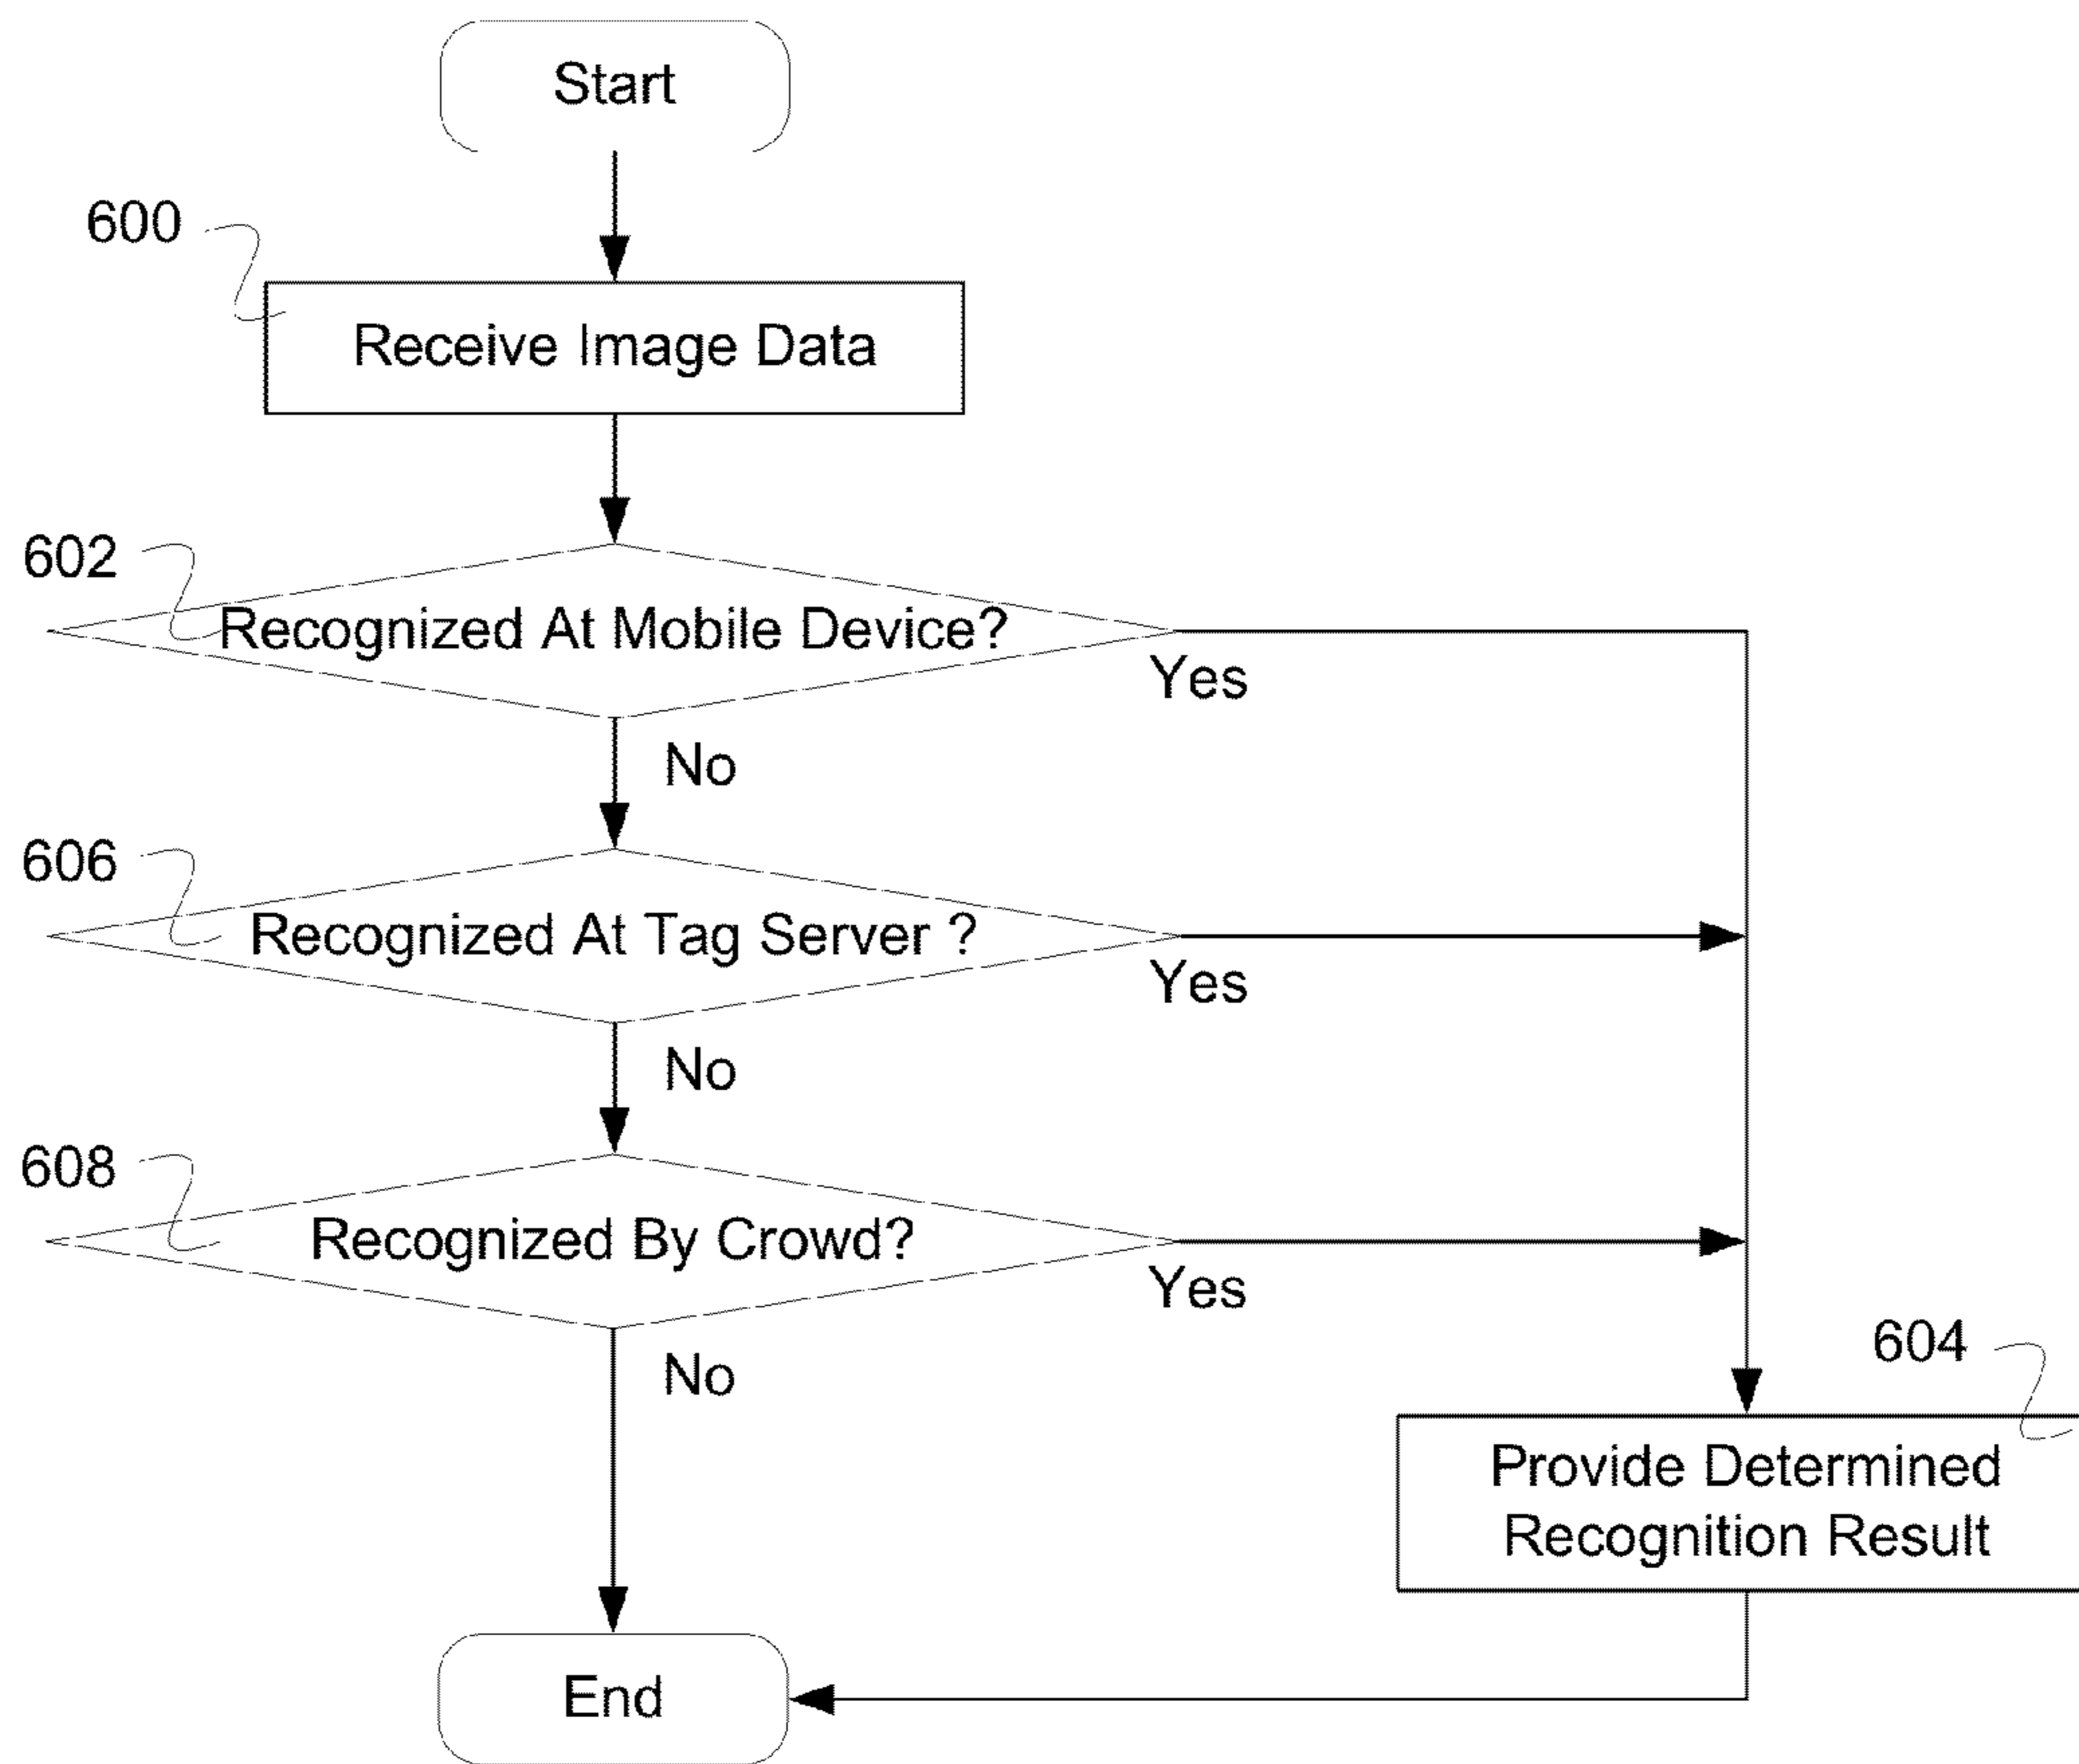 Start
600
Receive Image Data
602
Recognized At Mobile Device?
Yes
No
606
Recognized At Tag Server ?
Yes
No
608
Recognized By Crowd?
Yes
No
604
Provide Determined
Recognition Result
End